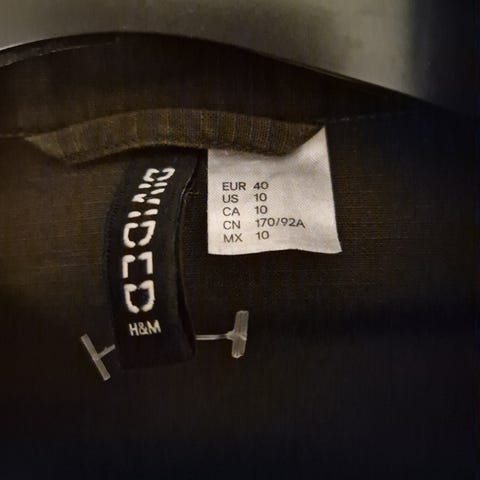 DIVIDED
H&M
EUR 40
US 10
CA 10
CN 170/92A
MX 10